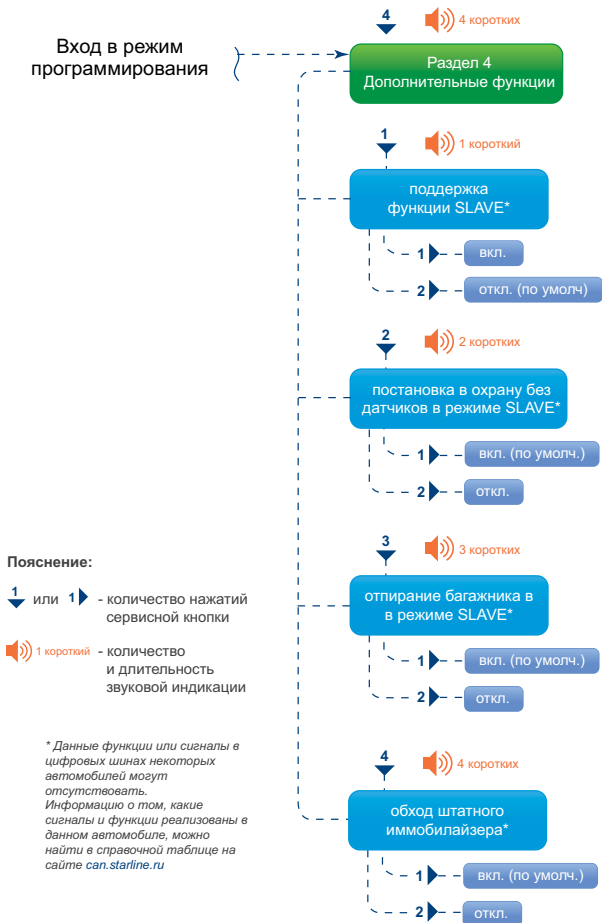 4
4 коротких
Вход в режим
программирования
Раздел 4
Дополнительные функции
1
1 короткий
поддержка
функции SLAVE*
1
вкл.
2
откл. (по умолч)
2
2 коротких
постановка в охрану без
датчиков в режиме SLAVE*
1
вкл. (по умолч.)
2
откл.
3
3 коротких
отпирание багажника в
в режиме SLAVE*
1
вкл. (по умолч.)
2
откл.
4
4 коротких
обход штатного
иммобилайзера*
1
вкл. (по умолч.)
2
откл.
Пояснение:
1 или 1 - количество нажатий
сервисной кнопки
1 короткий - количество
и длительность
звуковой индикации
* Данные функции или сигналы в
цифровых шинах некоторых
автомобилей могут
отсутствовать.
Информацию о том, какие
сигналы и функции реализованы в
данном автомобиле, можно
найти в справочной таблице на
сайте can.starline.ru